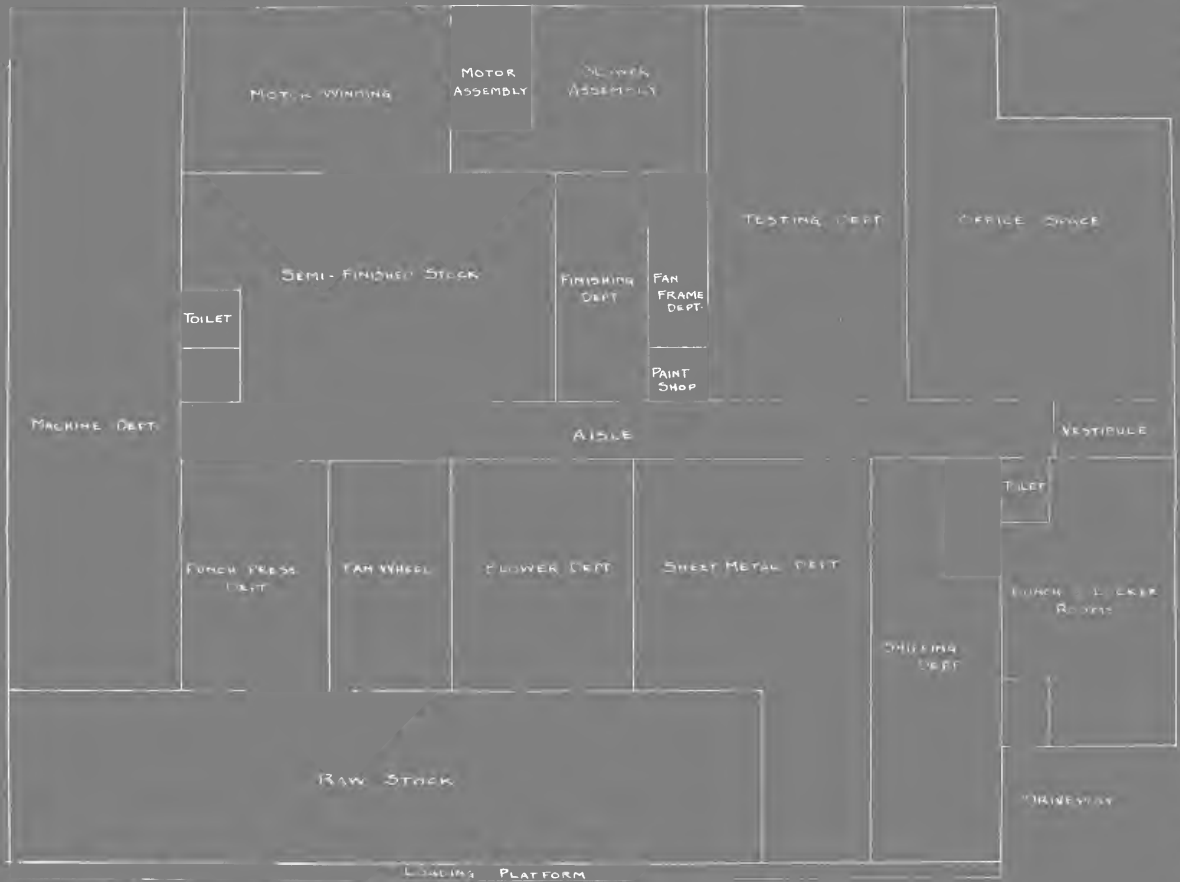 MOTOR WINDING
MOTOR
ASSEMBLY
BLOWER
ASSEMBLY
TESTING DEPT
OFFICE SPACE
SEMI-FINISHED STOCK
FINISHING
DEPT
FAN
FRAME
DEPT.
TOILET
PAINT
SHOP
MACHINE DEPT.
AISLE
VESTIBULE
TOILET
PUNCH PRESS
DEPT
FAN WHEEL
BLOWER DEPT
SHEET METAL DEPT
LUNCH & LOCKER
ROOMS
SHIPPING
DEPT
RAW STOCK
DRIVEWAY
LOADING PLATFORM